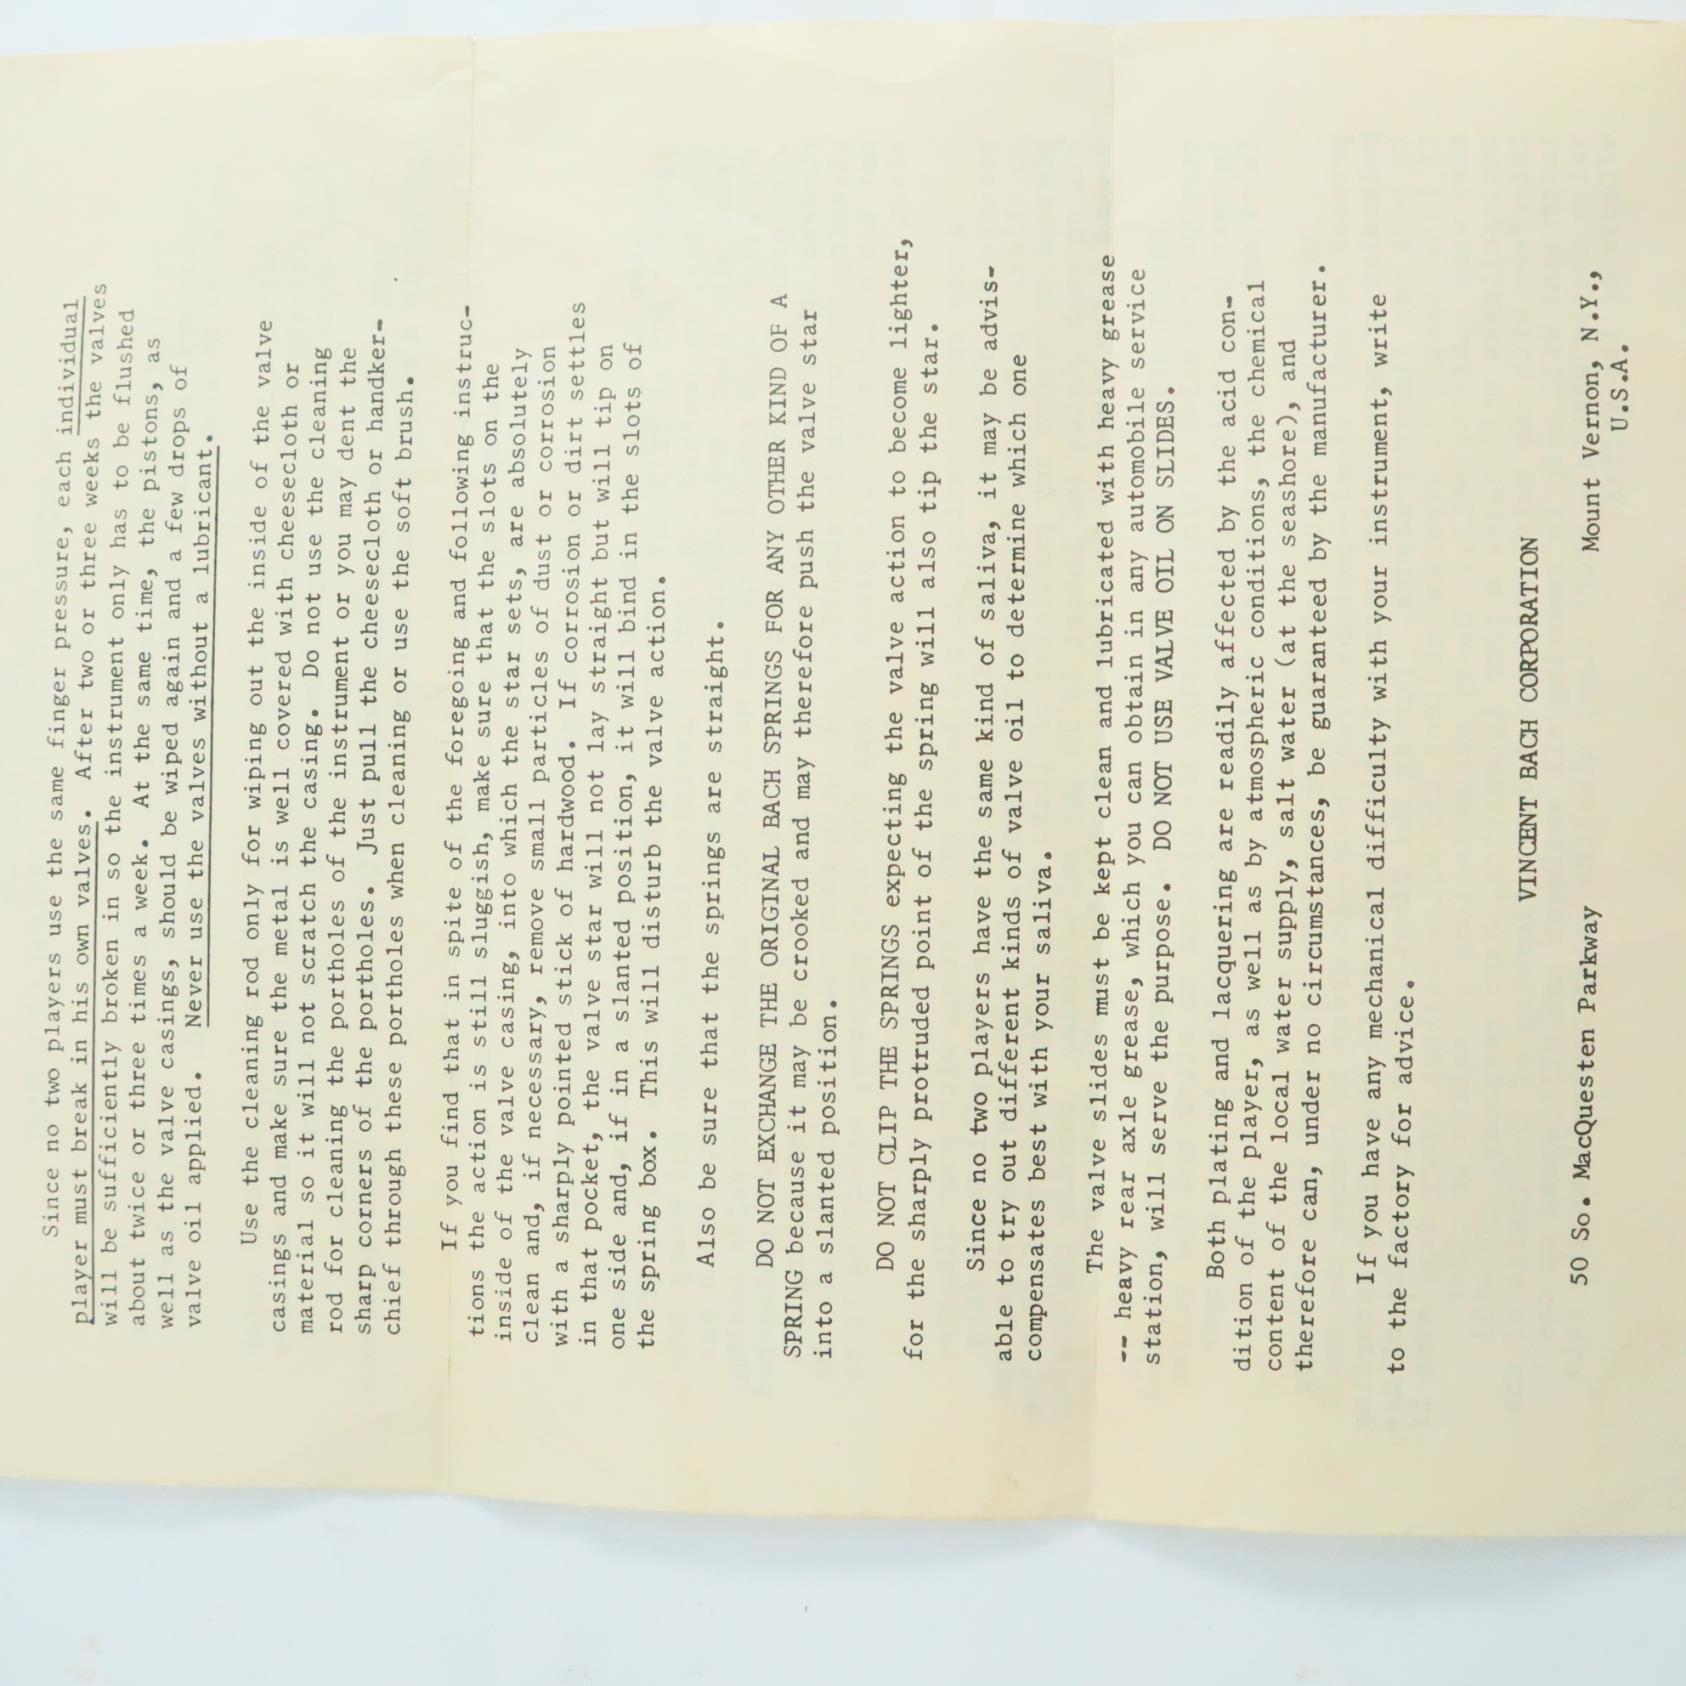 Since no two players use the same finger pressure, each individual
player must break in his own valves. After two or three weeks the valves
will be sufficiently broken in so the instrument only has to be flushed
about twice or three times a week. At the same time, the pistons, as
well as the valve casings, should be wiped again and a few drops of
valve oil applied. Never use the valves without a lubricant.
Use the cleaning rod only for wiping out the inside of the valve
casings and make sure the metal is well covered with cheesecloth or
material so it will not scratch the casing. Do not use the cleaning
rod for cleaning the portholes of the instrument or you may dent the
sharp corners of the portholes. Just pull the cheesecloth or handker-
chief through these portholes when cleaning or use the soft brush.
If you find that in spite of the foregoing and following instruc-
tions the action is still sluggish, make sure that the slots on the
inside of the valve casing, into which the star sets, are absolutely
clean and, if necessary, remove small particles of dust or corrosion
with a sharply pointed stick of hardwood. If corrosion or dirt settles
in that pocket, the valve star will not lay straight but will tip on
one side and, if in a slanted position, it will bind in the slots of
the spring box. This will disturb the valve action.
Also be sure that the springs are straight.
DO NOT EXCHANGE THE ORIGINAL BACH SPRINGS FOR ANY OTHER KIND OF A
SPRING because it may be crooked and may therefore push the valve star
into a slanted position.
DO NOT CLIP THE SPRINGS expecting the valve action to become lighter,
for the sharply protruded point of the spring will also tip the star.
Since no two players have the same kind of saliva, it may be advis-
able to try out different kinds of valve oil to determine which one
compensates best with your saliva.
The valve slides must be kept clean and lubricated with heavy grease
-- heavy rear axle grease, which you can obtain in any automobile service
station, will serve the purpose. DO NOT USE VALVE OIL ON SLIDES.
Both plating and lacquering are readily affected by the acid con-
dition of the player, as well as by atmospheric conditions, the chemical
content of the local water supply, salt water (at the seashore), and
therefore can, under no circumstances, be guaranteed by the manufacturer.
If you have any mechanical difficulty with your instrument, write
to the factory for advice.
VINCENT BACH CORPORATION
50 So. MacQuesten Parkway Mount Vernon, N.Y.,
U.S.A.